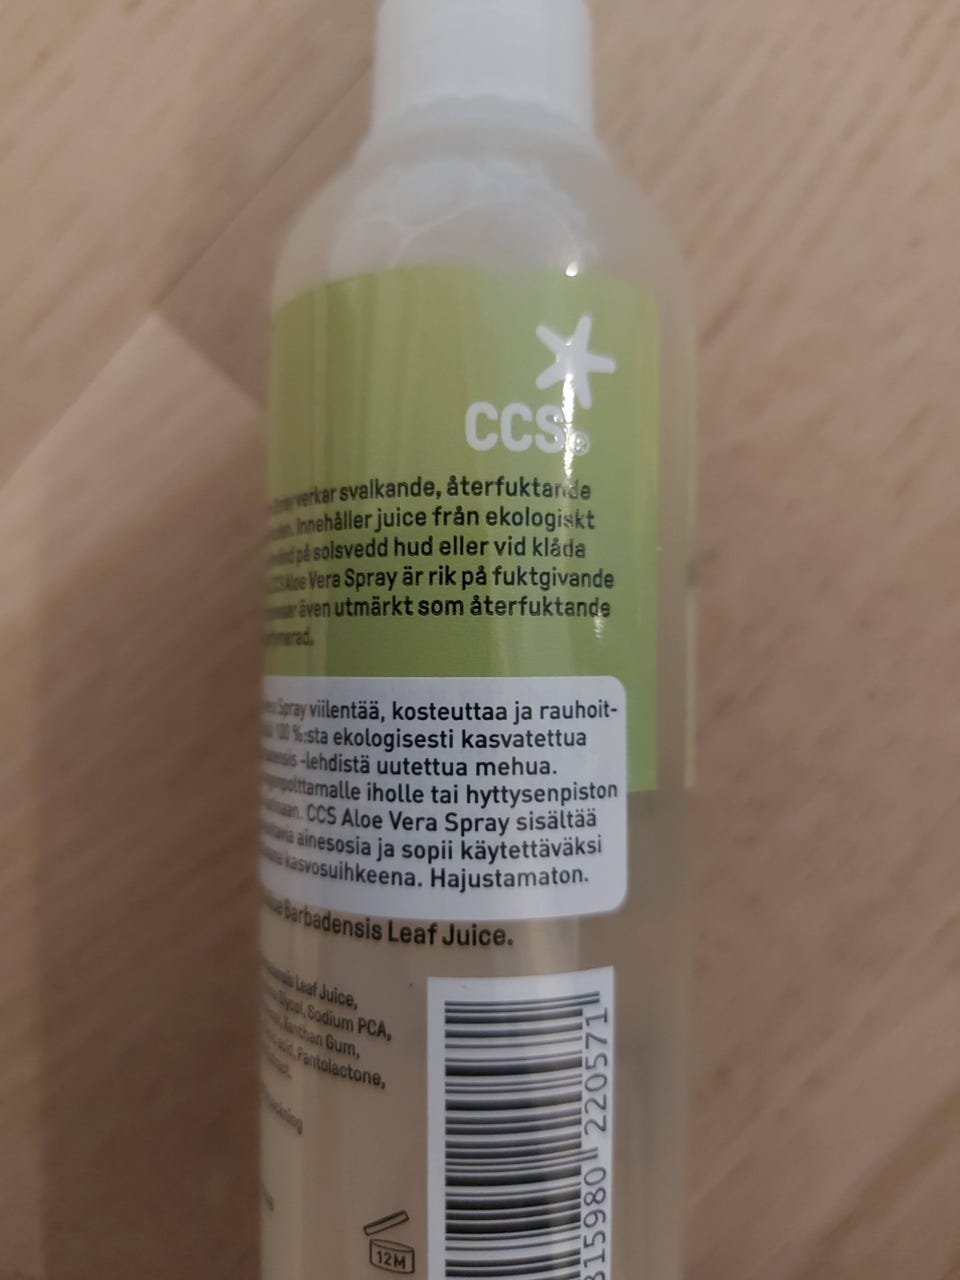 CCS®
verkar svalkande, återfuktande
Innehåller juice från ekologiskt
på solsvedd hud eller vid klåda
CCS Aloe Vera Spray är rik på fuktgivande
även utmärkt som återfuktande
Spray viilentää, kosteuttaa ja rauhoit-
100 %:sta ekologisesti kasvatettua
-lehdistä uutettua mehua.
iholle tai hyttysenpiston
CCS Aloe Vera Spray sisältää
ainesosia ja sopii käytettäväksi
kasvosuihkeena. Hajustamaton.
Barbadensis Leaf Juice.
Leaf Juice,
Glycol, Sodium PCA,
Xanthan Gum,
Pantolactone,
315980 220571
12M